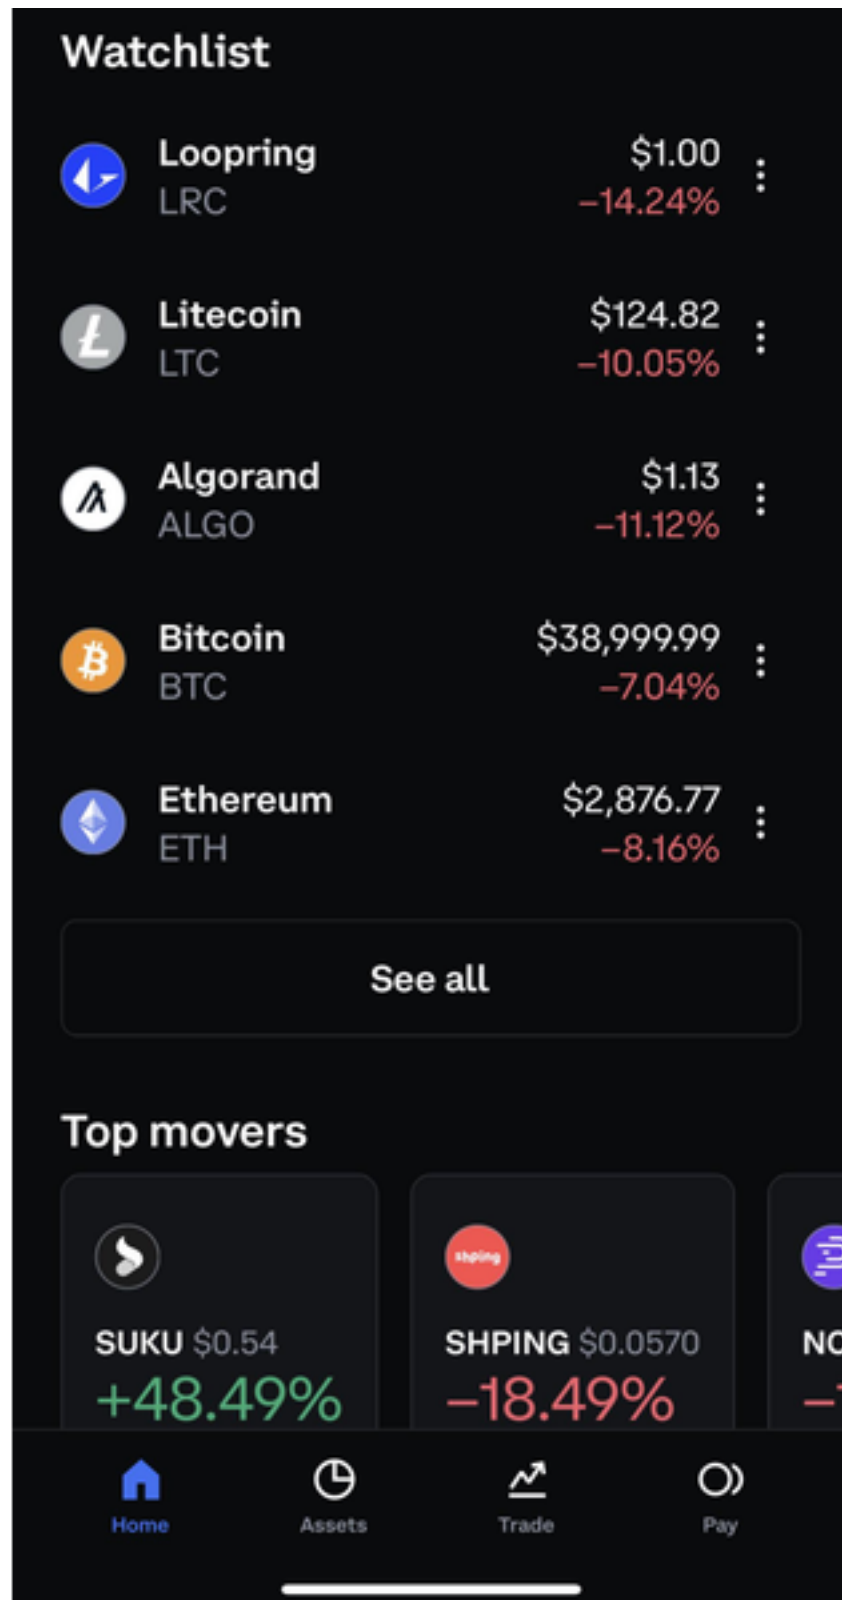 Watchlist
Loopring $1.00
LRC −14.24%
Litecoin $124.82
LTC −10.05%
Algorand $1.13
ALGO −11.12%
Bitcoin $38,999.99
BTC −7.04%
Ethereum $2,876.77
ETH −8.16%
See all
Top movers
shping
SUKU $0.54 SHPING $0.0570
+48.49% −18.49%
Home Assets Trade Pay